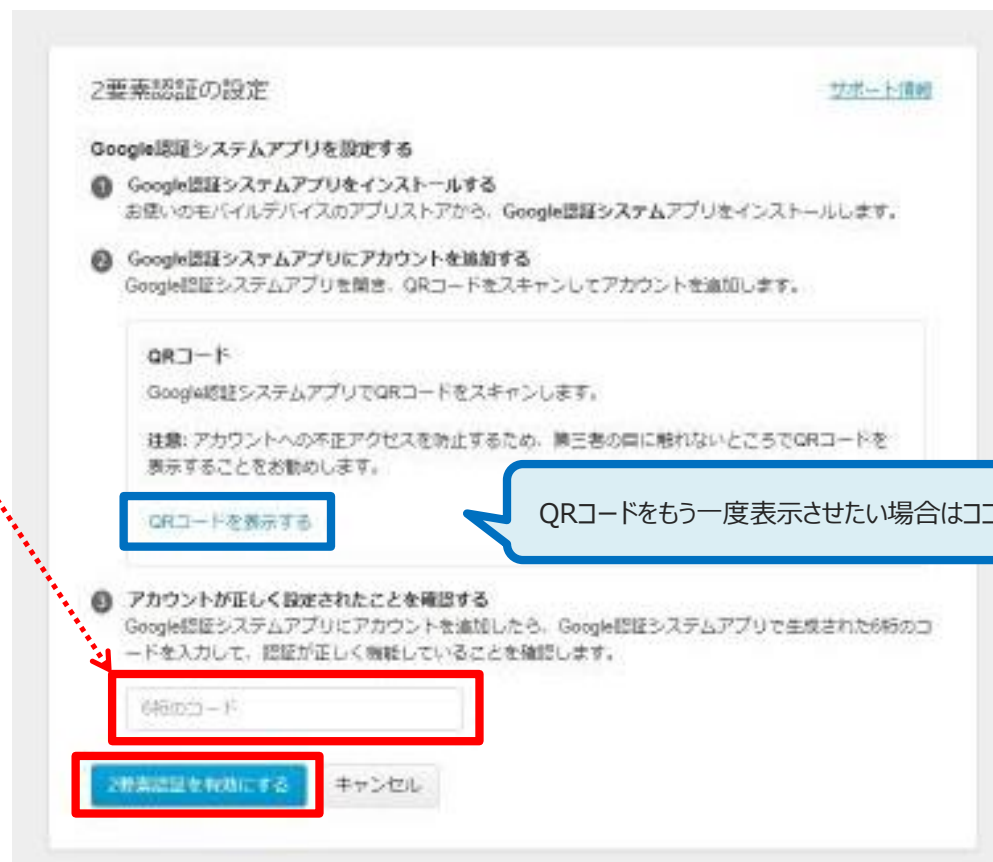 2要素認証の設定
サポート情報
Google認証システムアプリを設定する
1 Google認証システムアプリをインストールする
お使いのモバイルデバイスのアプリストアから、Google認証システムアプリをインストールします。
2 Google認証システムアプリにアカウントを追加する
Google認証システムアプリを開き、QRコードをスキャンしてアカウントを追加します。
QRコード
Google認証システムアプリでQRコードをスキャンします。
注意: アカウントへの不正アクセスを防止するため、第三者の目に触れないところでQRコードを
表示することをお勧めします。
QRコードを表示する
QRコードをもう一度表示させたい場合はココ
3 アカウントが正しく設定されたことを確認する
Google認証システムアプリにアカウントを追加したら、Google認証システムアプリで生成された6桁のコ
ードを入力して、認証が正しく機能していることを確認します。
6桁のコード
2要素認証を有効にする
キャンセル